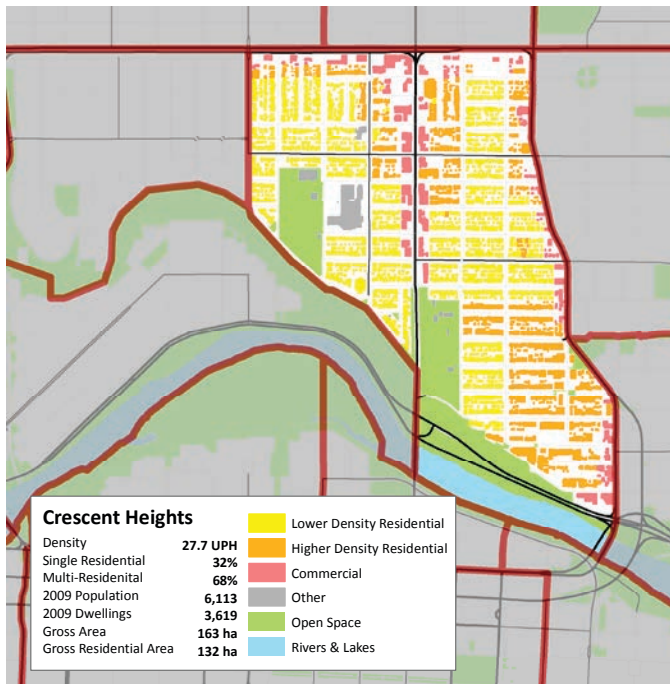 Crescent Heights
Density 27.7 UPH
Single Residential 32%
Multi-Residenital 68%
2009 Population 6,113
2009 Dwellings 3,619
Gross Area 163 ha
Gross Residential Area 132 ha
Lower Density Residential
Higher Density Residential
Commercial
Other
Open Space
Rivers & Lakes